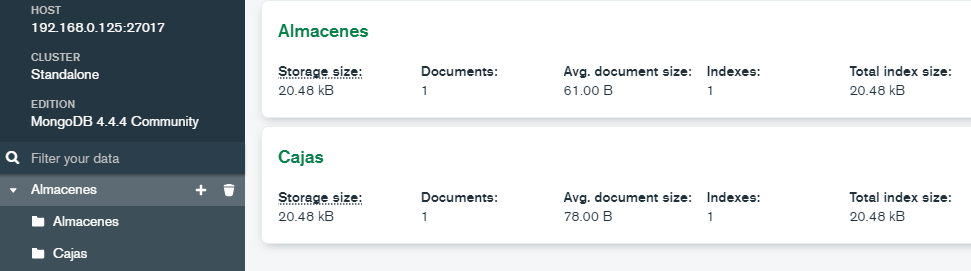 HOST
192.168.0.125:27017
CLUSTER
Standalone
EDITION
MongoDB 4.4.4 Community
Filter your data
Almacenes
Almacenes
Cajas
Almacenes
Storage size: Documents: Avg. document size: Indexes: Total index size:
20.48 kB 1 61.00 B 1 20.48 kB
Cajas
Storage size: Documents: Avg. document size: Indexes: Total index size:
20.48 kB 1 78.00 B 1 20.48 kB